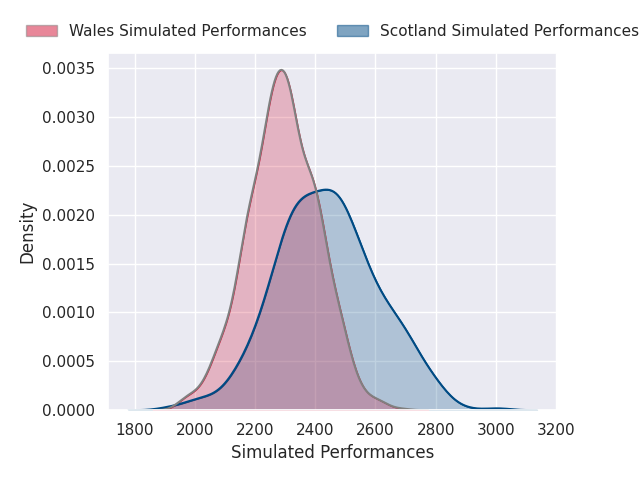 Wales Simulated Performances
Scotland Simulated Performances
0.0035
0.0030
0.0025
0.0020
0.0015
0.0010
0.0005
0.0000
Density
1800 2000 2200 2400 2600 2800 3000 3200
Simulated Performances